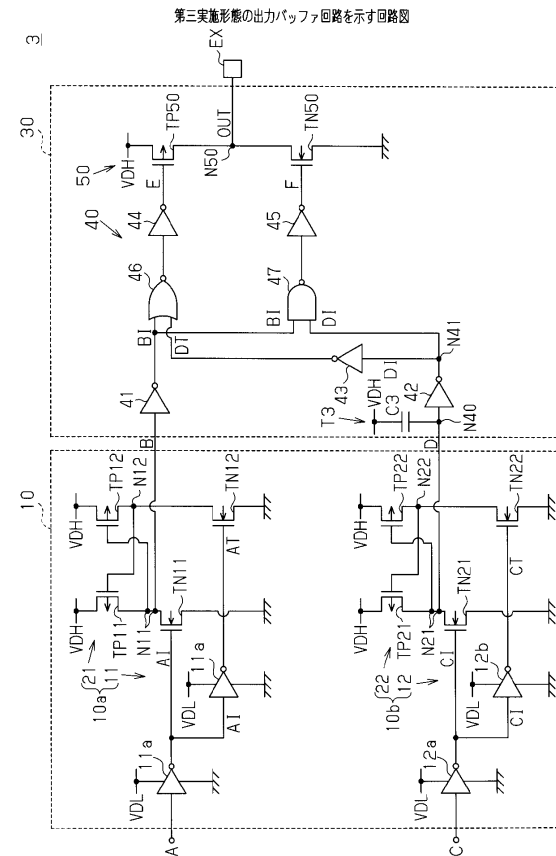 第三実施形態の出力バッファ回路を示す回路図
3
10
30
VDH
VDH
TP11
TP12
N12
N11
21
11
10a
AI
TN11
B
TN12
AT
11a
VDL
AI
11a
VDL
A
VDH
VDH
TP21
TP22
N22
N21
22
12
10b
CI
TN21
D
TN22
CT
12b
VDL
CI
12a
VDL
C
40
41
BI
DT
46
44
E
50
VDH
TP50
N50
OUT
EX
BI
DI
47
45
F
TN50
43
DI
N41
T3
VDH
C3
42
N40